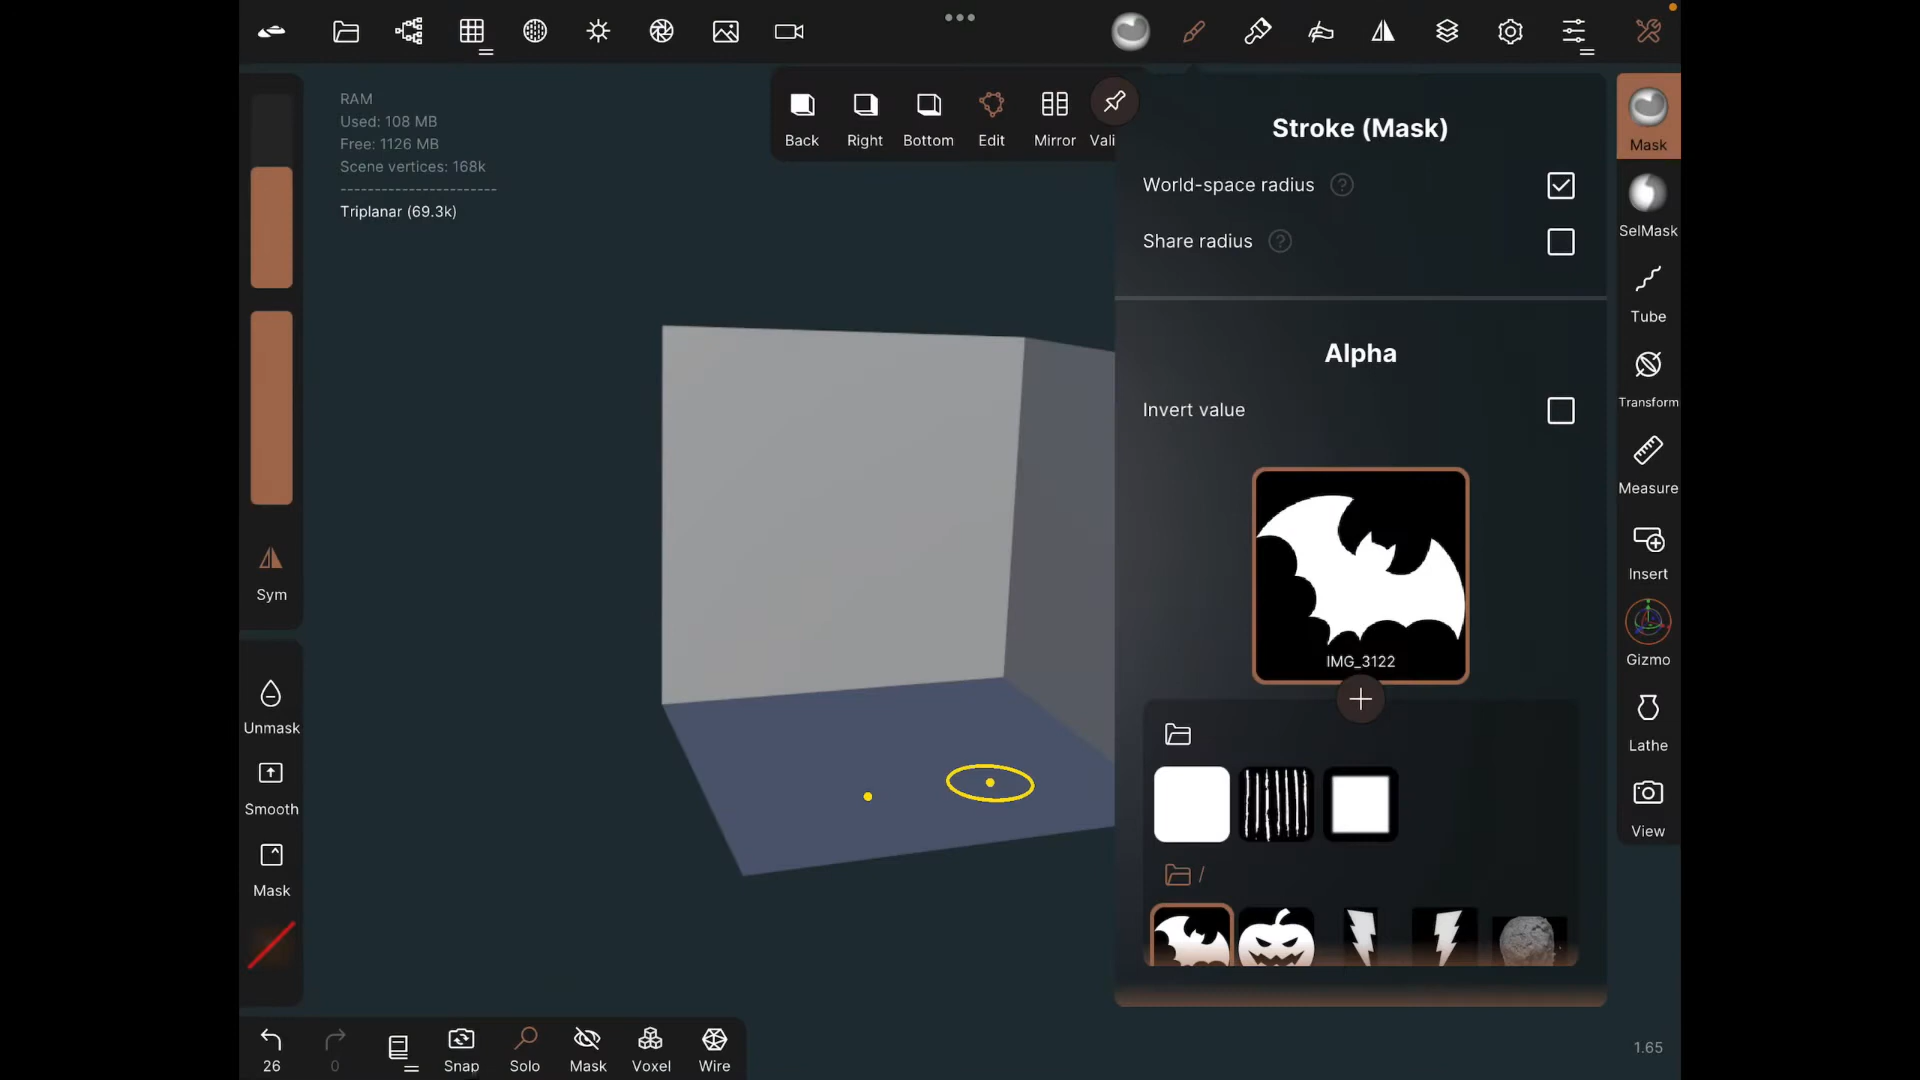 RAM
Used: 108 MB
Free: 1126 MB
Scene vertices: 168k
------------------------
Triplanar (69.3k)
Back
Right
Bottom
Edit
Mirror
Vali
Stroke (Mask)
World-space radius ?
Share radius ?
Alpha
Invert value
IMG_3122
/
Mask
SelMask
Tube
Transform
Measure
Insert
Gizmo
Lathe
View
Sym
Unmask
Smooth
Mask
26
0
Snap
Solo
Mask
Voxel
Wire
1.65